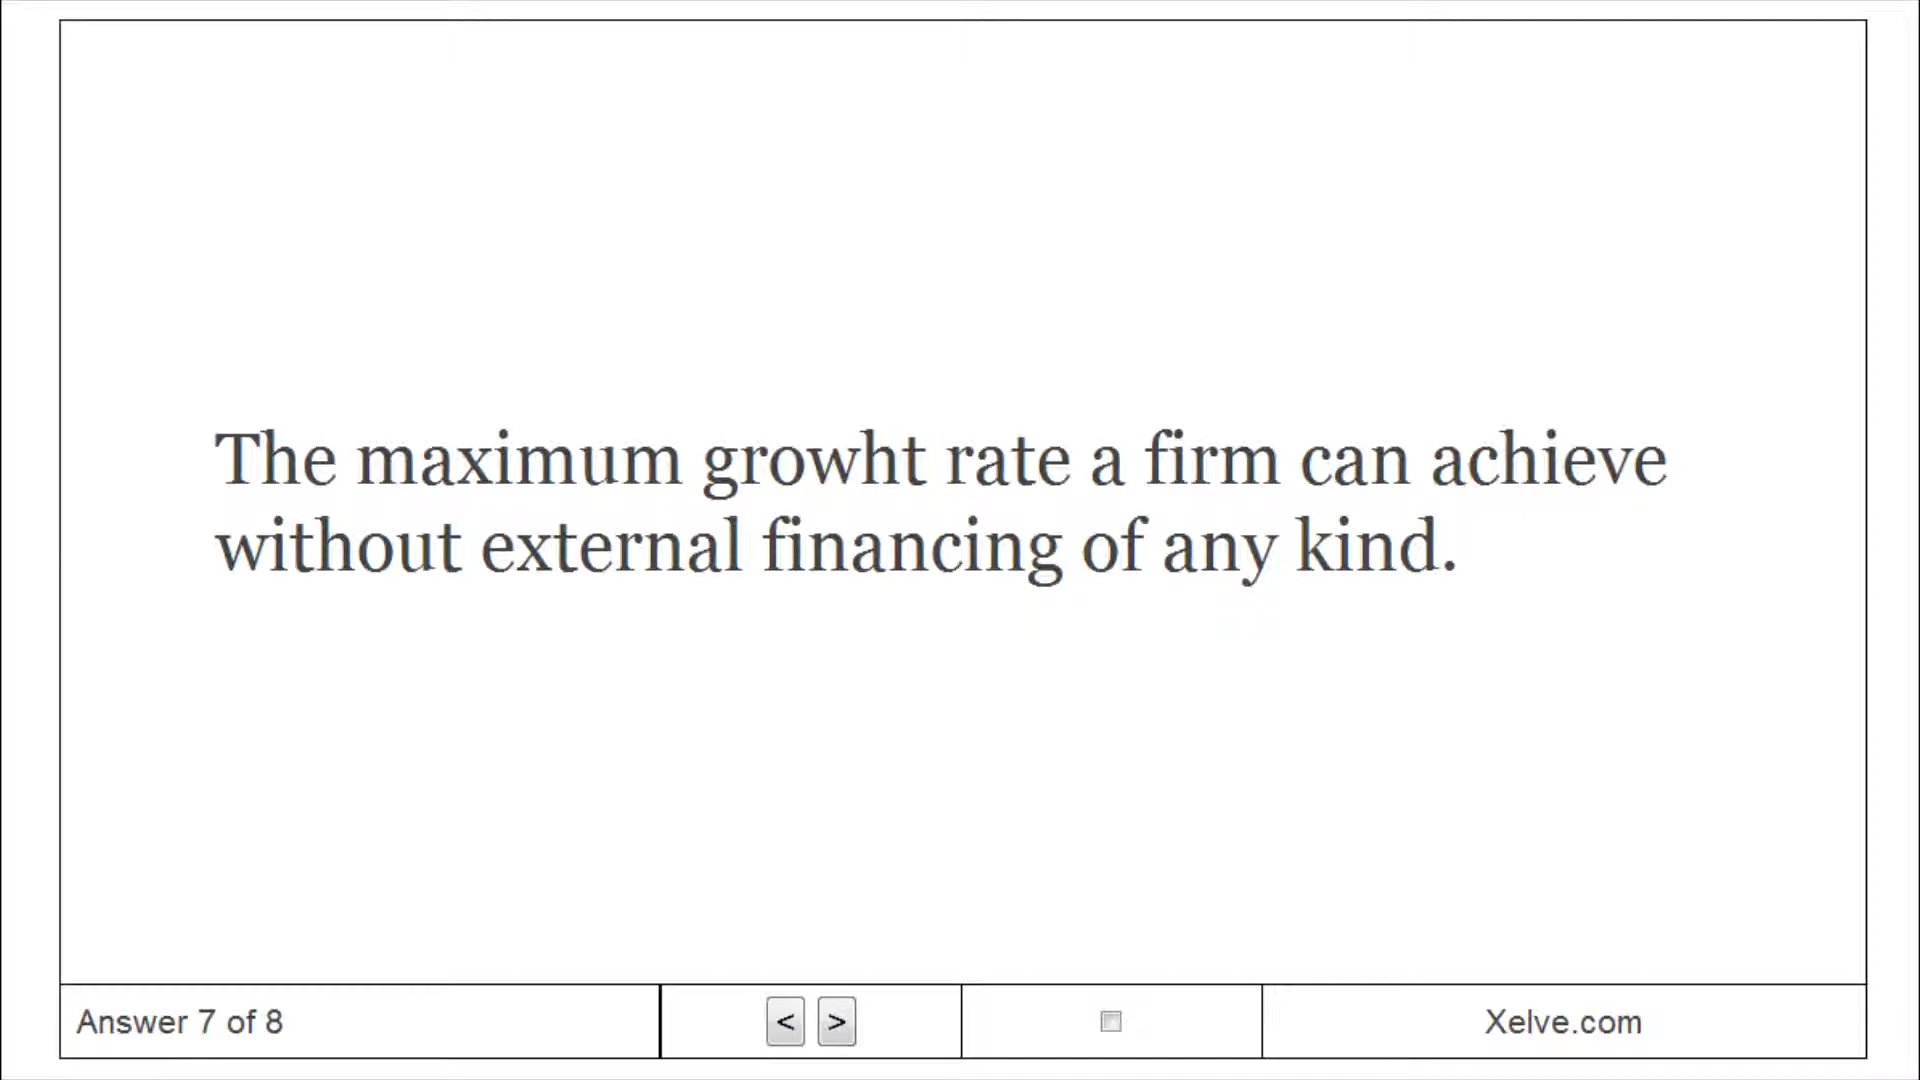 The maximum growht rate a firm can achieve
without external financing of any kind.
Answer 7 of 8
< >
Xelve.com